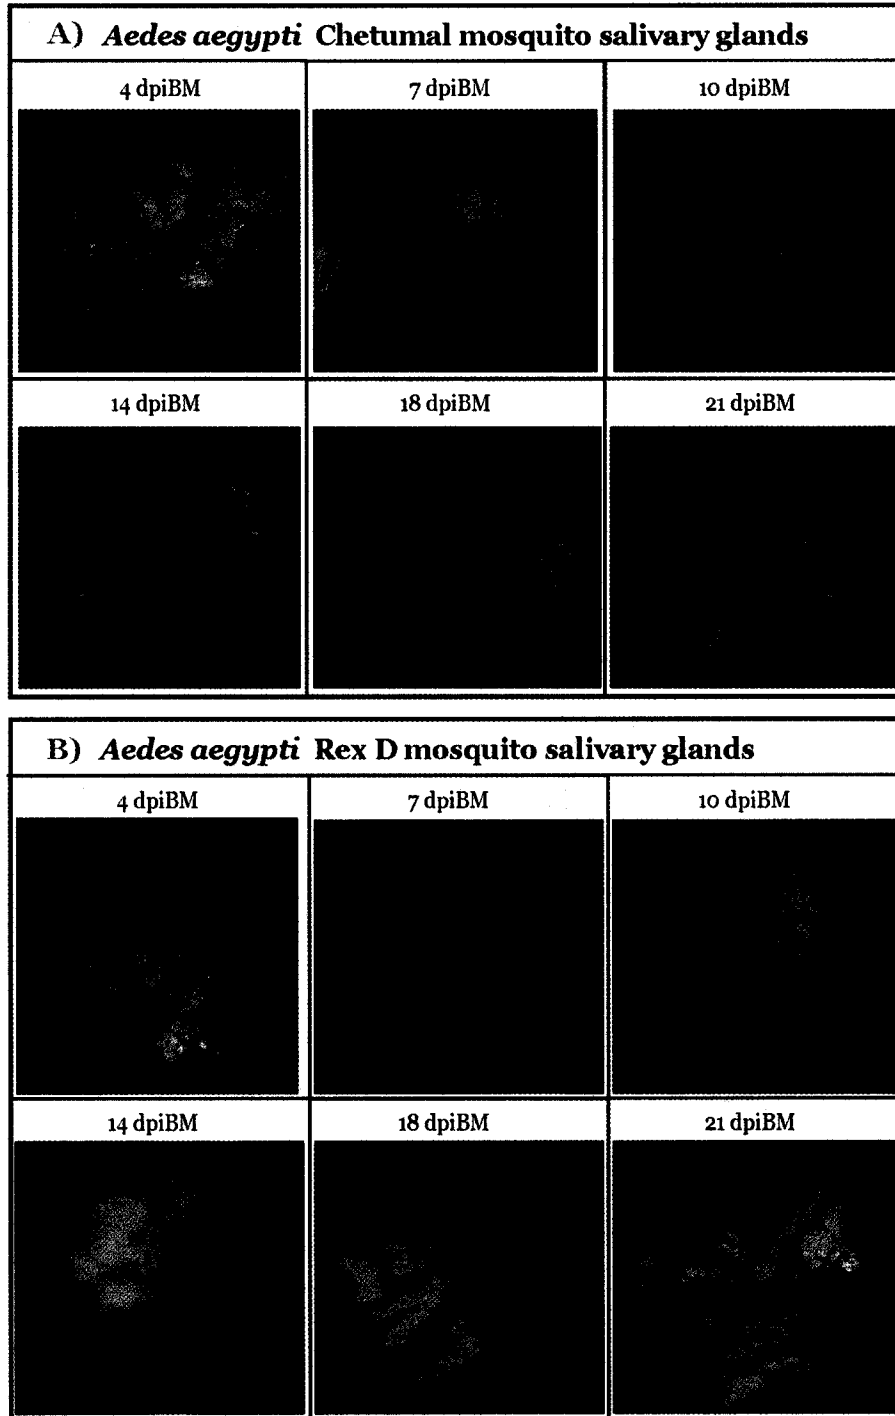 A) Aedes aegypti Chetumal mosquito salivary glands
4 dpiBM 7 dpiBM 10 dpiBM
14 dpiBM 18 dpiBM 21 dpiBM
B) Aedes aegypti Rex D mosquito salivary glands
4 dpiBM 7 dpiBM 10 dpiBM
14 dpiBM 18 dpiBM 21 dpiBM